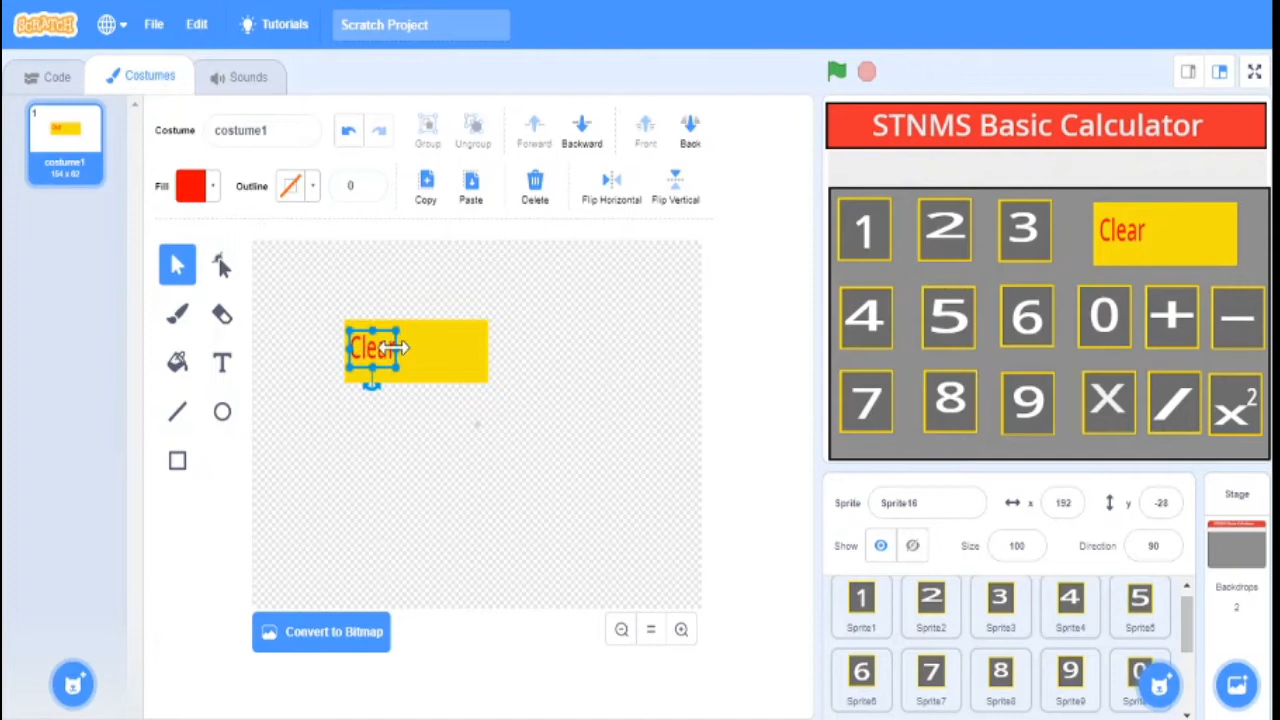 SCRATCH File Edit Tutorials Scratch Project
Code Costumes Sounds
1
Clear
costume1
154 x 62
Costume costume1
Group Ungroup Forward Backward Front Back
Fill Outline 0
Copy Paste Delete Flip Horizontal Flip Vertical
T
Clear
Convert to Bitmap
STNMS Basic Calculator
1 2 3 Clear
4 5 6 0 + −
7 8 9 X / x²
Sprite Sprite16 x 192 y -28
Show Size 100 Direction 90
Stage
Backdrops
2
1 2 3 4 5
Sprite1 Sprite2 Sprite3 Sprite4 Sprite5
6 7 8 9 0
Sprite6 Sprite7 Sprite8 Sprite9